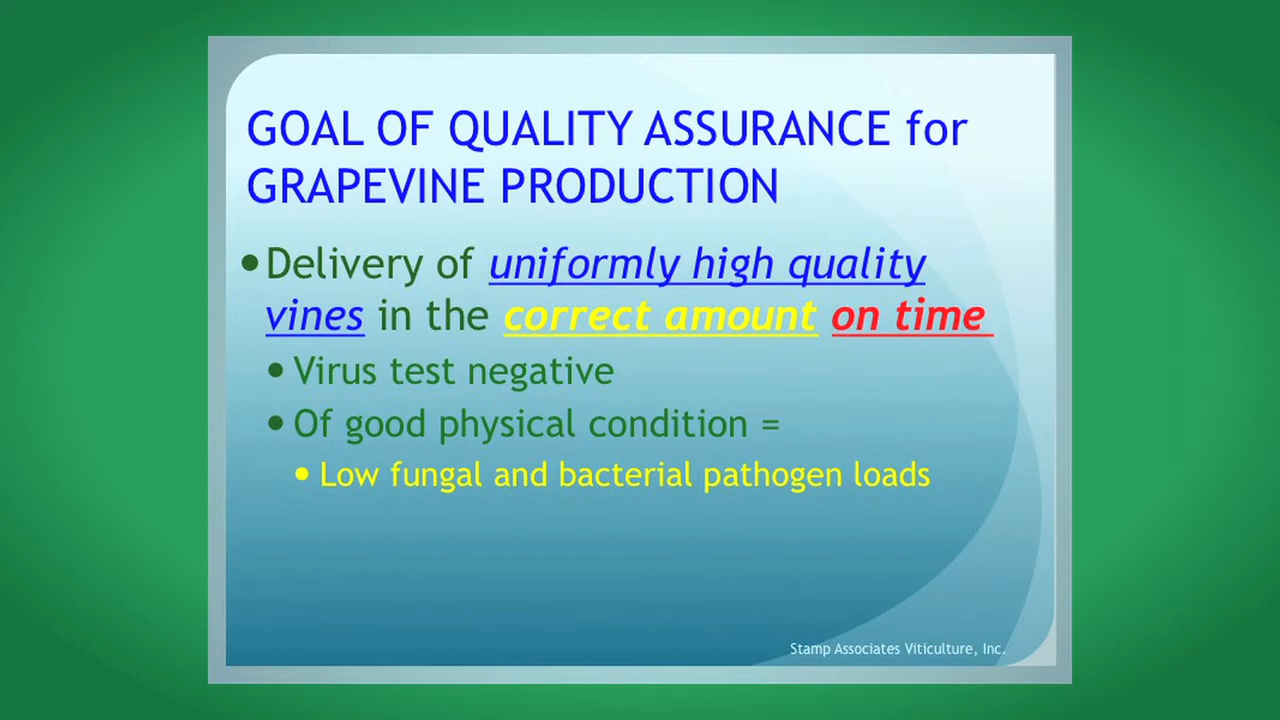 GOAL OF QUALITY ASSURANCE for
GRAPEVINE PRODUCTION
• Delivery of uniformly high quality
vines in the correct amount on time
• Virus test negative
• Of good physical condition =
• Low fungal and bacterial pathogen loads
Stamp Associates Viticulture, Inc.